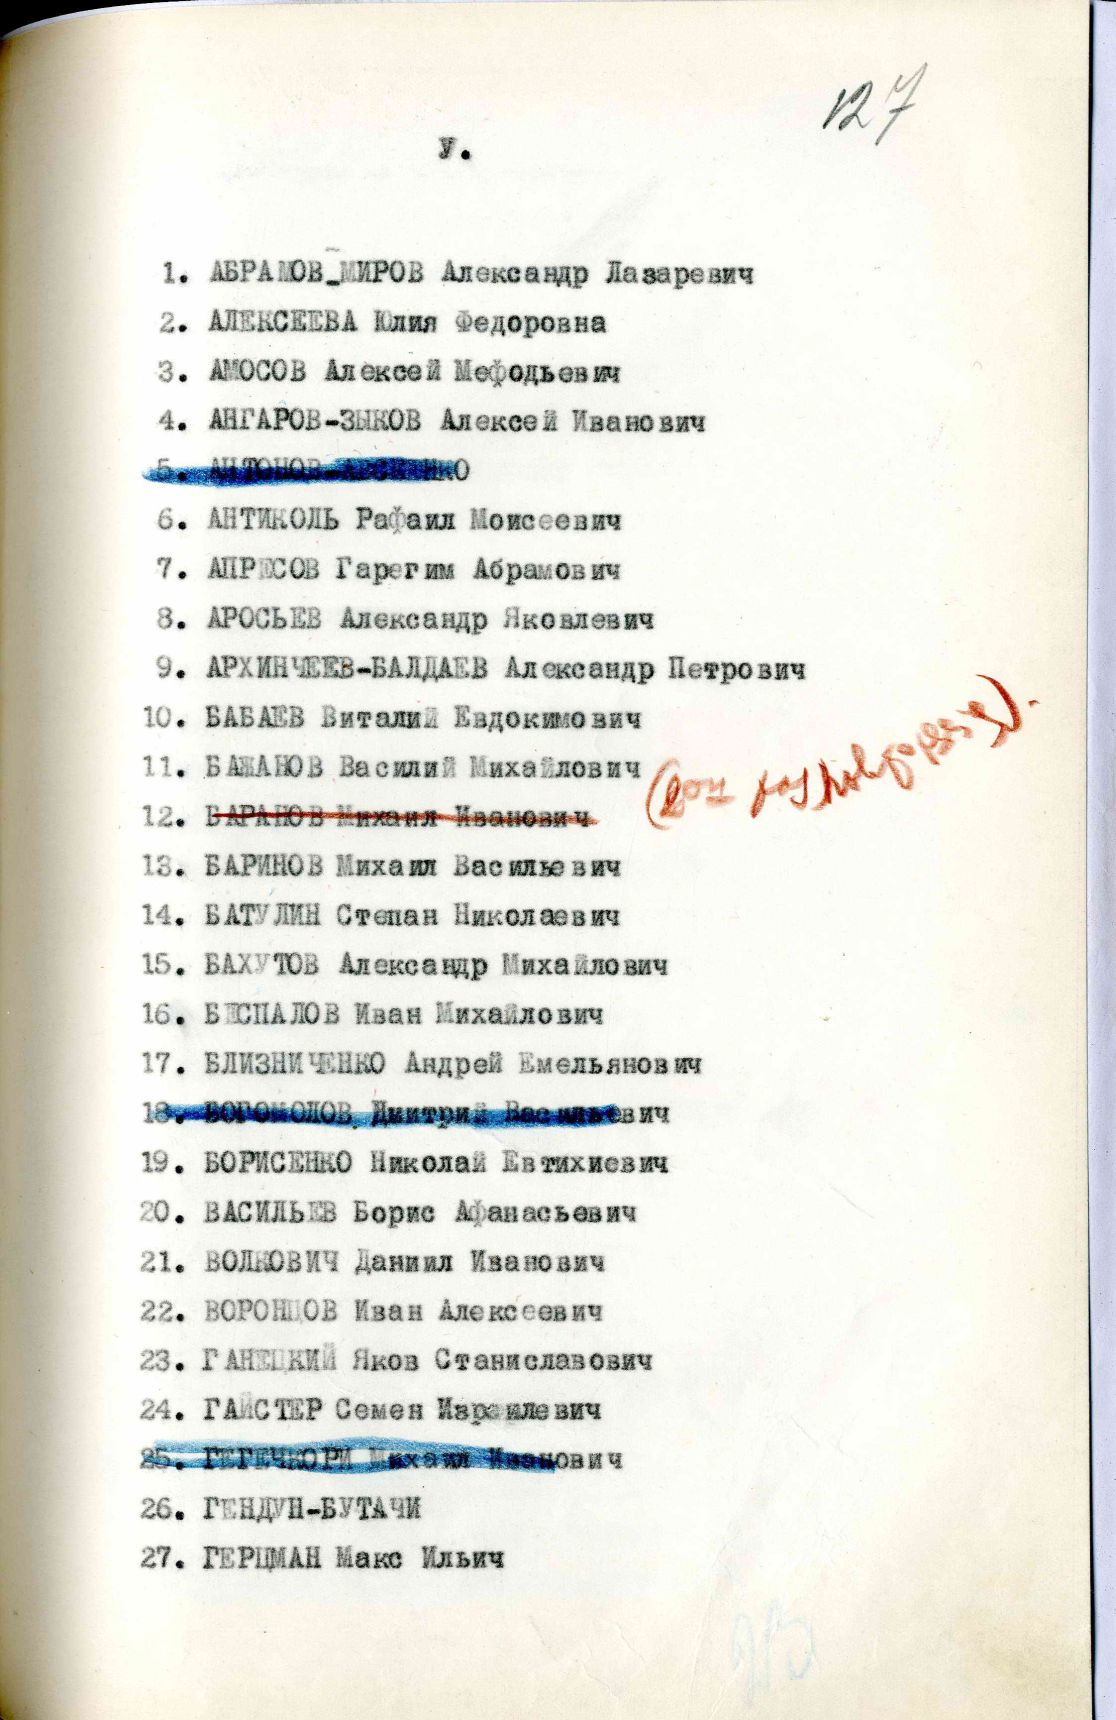 127
У.
1. АБРАМОВ-МИРОВ Александр Лазаревич
2. АЛЕКСЕЕВА Юлия Федоровна
3. АМОСОВ Алексей Мефодьевич
4. АНГАРОВ-ЗЫКОВ Алексей Иванович
5. АНТОНОВ-АВСЕЕНКО
6. АНТИКОЛЬ Рафаил Моисеевич
7. АПРЕСОВ Гарегим Абрамович
8. АРОСЬЕВ Александр Яковлевич
9. АРХИНЧЕЕВ-БАЛДАЕВ Александр Петрович
10. БАБАЕВ Виталий Евдокимович
11. БАЖАНОВ Василий Михайлович
12. БАРАНОВ Михаил Иванович
13. БАРИНОВ Михаил Васильевич
14. БАТУЛИН Степан Николаевич
15. БАХУТОВ Александр Михайлович
16. БЕСПАЛОВ Иван Михайлович
17. БЛИЗНИЧЕНКО Андрей Емельянович
18. БОГОМОЛОВ Дмитрий Васильевич
19. БОРИСЕНКО Николай Евтихиевич
20. ВАСИЛЬЕВ Борис Афанасьевич
21. ВОЛКОВИЧ Даниил Иванович
22. ВОРОНЦОВ Иван Алексеевич
23. ГАНЕЦКИЙ Яков Станиславович
24. ГАЙСТЕР Семен Израилевич
25. ГЕГЕЧКОРИ Михаил Иванович
26. ГЕНДУН-БУТАЧИ
27. ГЕРЦМАН Макс Ильич